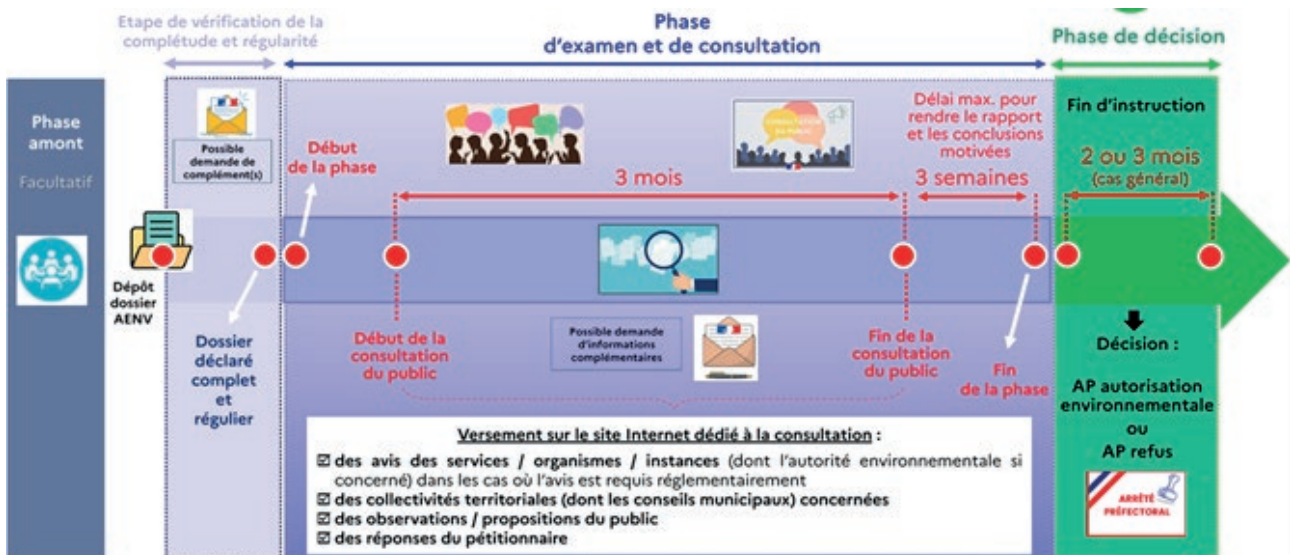 Etape de vérification de la
complétude et régularité
Phase
d'examen et de consultation
Phase de décision
Phase
amont
Facultatif
Possible
demande de
complément(s)
Début
de la phase
CONSULTATION
DU PUBLIC
Délai max. pour
rendre le rapport
et les conclusions
motivées
Fin d'instruction
3 mois
3 semaines
2 ou 3 mois
(cas général)
Dépôt
dossier
AENV
Dossier
déclaré
complet
et
régulier
Début de la
consultation
du public
Possible demande
d'informations
complémentaires
Fin de la
consultation
du public
Fin
de la phase
Décision :
AP autorisation
environnementale
ou
AP refus
ARRÊTÉ
PRÉFECTORAL
Versement sur le site Internet dédié à la consultation :
☑ des avis des services / organismes / instances (dont l'autorité environnementale si
concerné) dans les cas où l'avis est requis réglementairement
☑ des collectivités territoriales (dont les conseils municipaux) concernées
☑ des observations / propositions du public
☑ des réponses du pétitionnaire